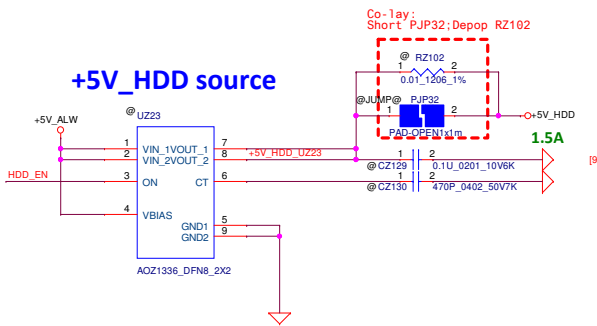 Co-lay:
Short PJP32;Depop RZ102
@ RZ102
1 2
0.01_1206_1%
+5V_HDD source
@JUMP@ PJP32
1 2
+5V_HDD
PAD-OPEN1x1m
1.5A
@
UZ23
+5V_ALW
1 VIN_1 VOUT_1 7
2 VIN_2 VOUT_2 8
+5V_HDD_UZ23
1 2
@ CZ129 0.1U_0201_10V6K
[9
HDD_EN
3 ON CT 6
1 2
@ CZ130 470P_0402_50V7K
4 VBIAS
GND1 5
GND2 9
AOZ1336_DFN8_2X2